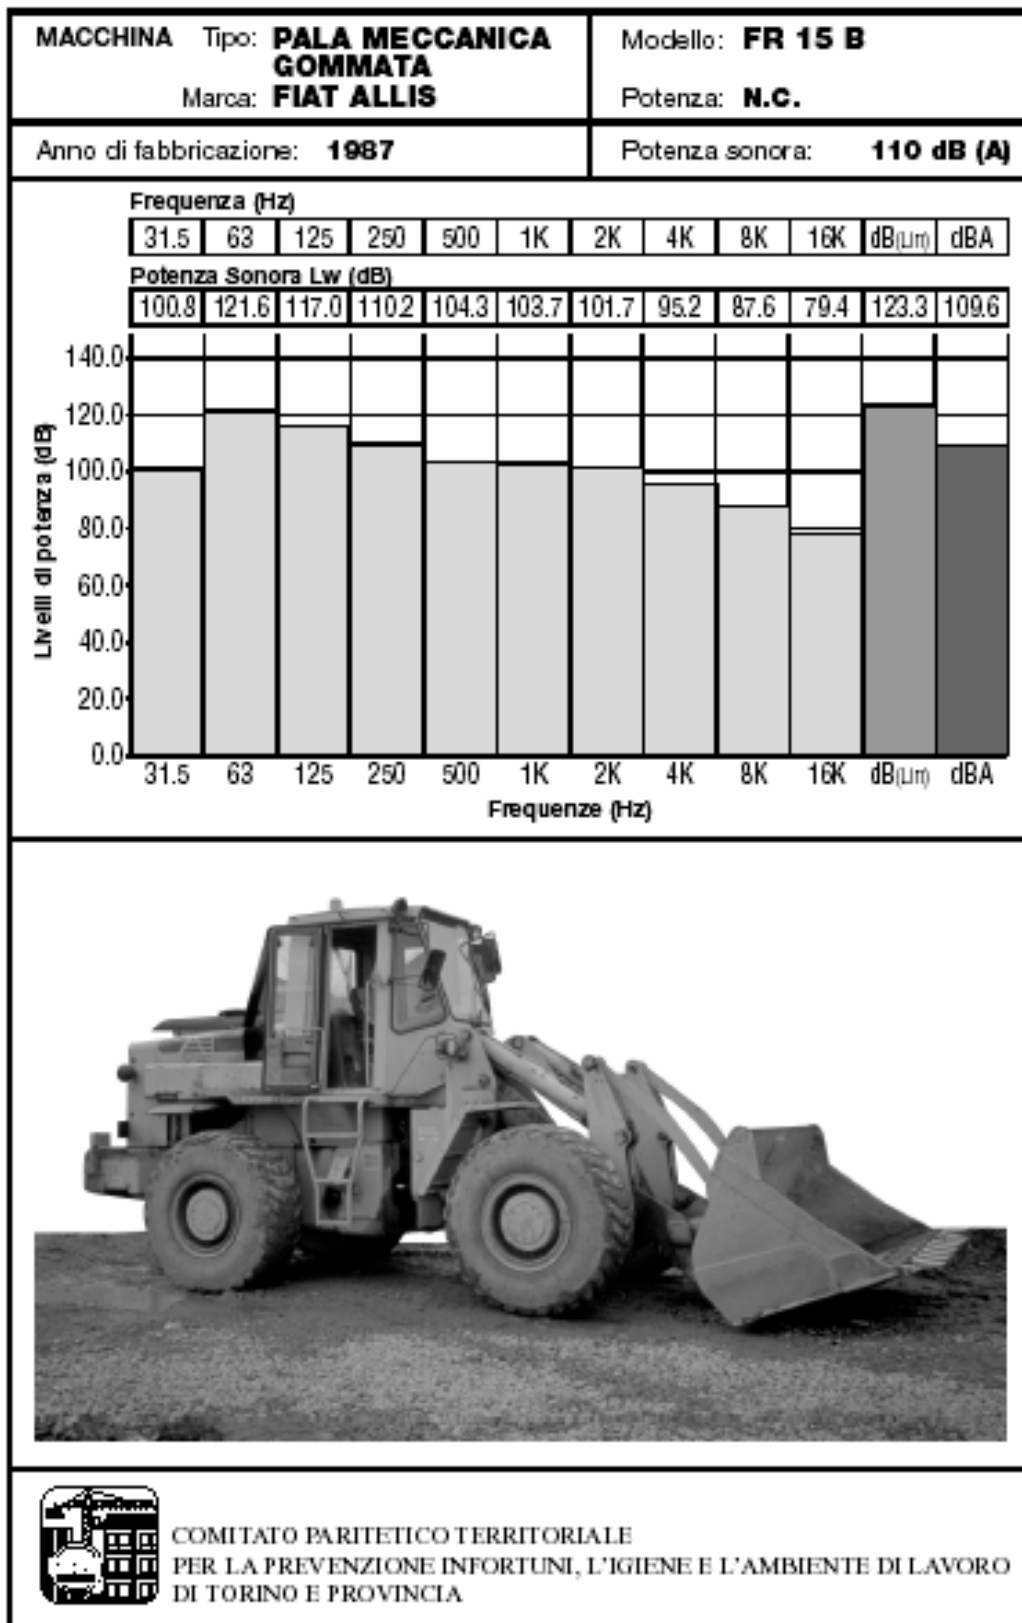 MACCHINA Tipo: PALA MECCANICA
GOMMATA
Marca: FIAT ALLIS
Modello: FR 15 B
Potenza: N.C.
Anno di fabbricazione: 1987
Potenza sonora: 110 dB (A)
Frequenza (Hz)
31.5 63 125 250 500 1K 2K 4K 8K 16K dB(Lin) dBA
Potenza Sonora Lw (dB)
100.8 121.6 117.0 110.2 104.3 103.7 101.7 95.2 87.6 79.4 123.3 109.6
Livelli di potenza (dB)
140.0
120.0
100.0
80.0
60.0
40.0
20.0
0.0
31.5 63 125 250 500 1K 2K 4K 8K 16K dB(Lin) dBA
Frequenze (Hz)
COMITATO PARITETICO TERRITORIALE
PER LA PREVENZIONE INFORTUNI, L'IGIENE E L'AMBIENTE DI LAVORO
DI TORINO E PROVINCIA